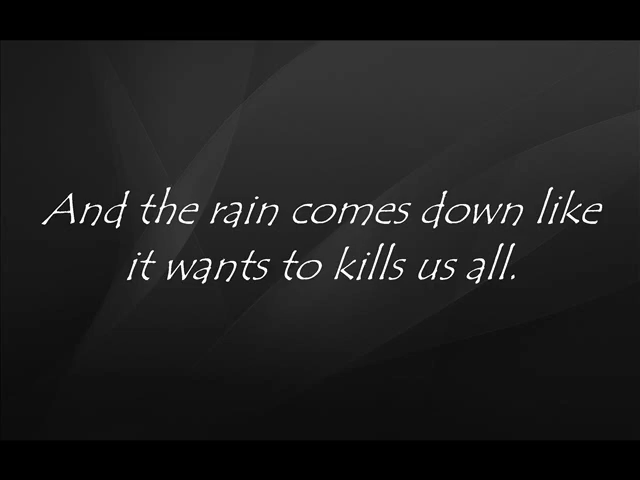 And the rain comes down like
it wants to kills us all.